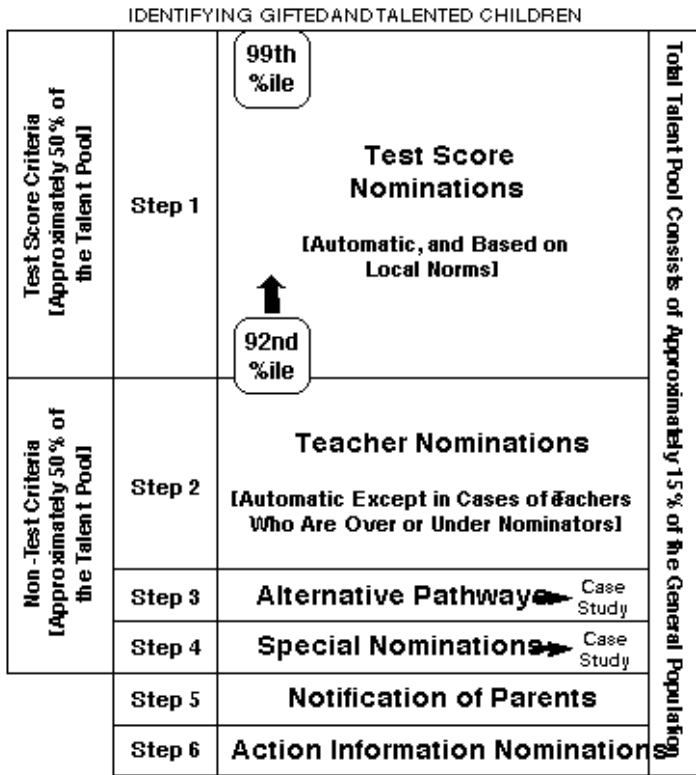 IDENTIFYING GIFTED AND TALENTED CHILDREN
Test Score Criteria
[Approximately 50% of
the Talent Pool]
Step 1
99th
%ile
Test Score
Nominations
[Automatic, and Based on
Local Norms]
92nd
%ile
Non-Test Criteria
[Approximately 50% of
the Talent Pool]
Step 2
Teacher Nominations
[Automatic Except in Cases of Teachers
Who Are Over or Under Nominators]
Step 3
Alternative Pathways
Case
Study
Step 4
Special Nominations
Case
Study
Step 5
Notification of Parents
Step 6
Action Information Nominations
Total Talent Pool Consists of Approximately 15% of the General Population